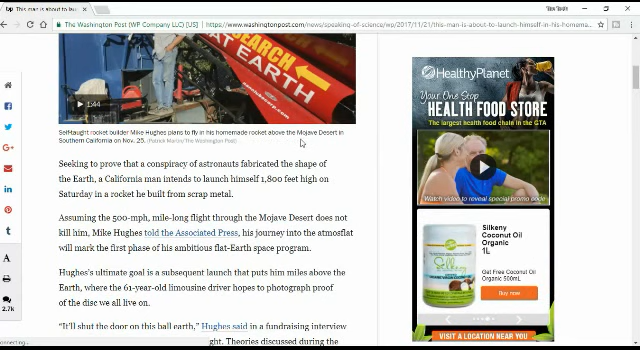 This man is about to lau
The Washington Post (WP Company LLC) [US]
https://www.washingtonpost.com/news/speaking-of-science/wp/2017/11/21/this-man-is-about-to-launch-himself-in-his-homema
SEARCH
AT EARTH
1:44
Self-taught rocket builder Mike Hughes plans to fly in his homemade rocket above the Mojave Desert in
Southern California on Nov. 25. (Patrick Martin/The Washington Post)
Seeking to prove that a conspiracy of astronauts fabricated the shape of
the Earth, a California man intends to launch himself 1,800 feet high on
Saturday in a rocket he built from scrap metal.
Assuming the 500-mph, mile-long flight through the Mojave Desert does not
kill him, Mike Hughes told the Associated Press, his journey into the atmosflat
will mark the first phase of his ambitious flat-Earth space program.
Hughes's ultimate goal is a subsequent launch that puts him miles above the
Earth, where the 61-year-old limousine driver hopes to photograph proof
of the disc we all live on.
"It'll shut the door on this ball earth," Hughes said in a fundraising interview
ght. Theories discussed during the
A
2.7k
onnecting...
HealthyPlanet
Your One Stop
HEALTH FOOD STORE
The largest health food chain in the GTA
Watch video to reveal special promo code
Silkeny
Coconut Oil
Organic
1L
Get Free Coconut Oil
Organic 500mL
Buy now
VISIT A LOCATION NEAR YOU